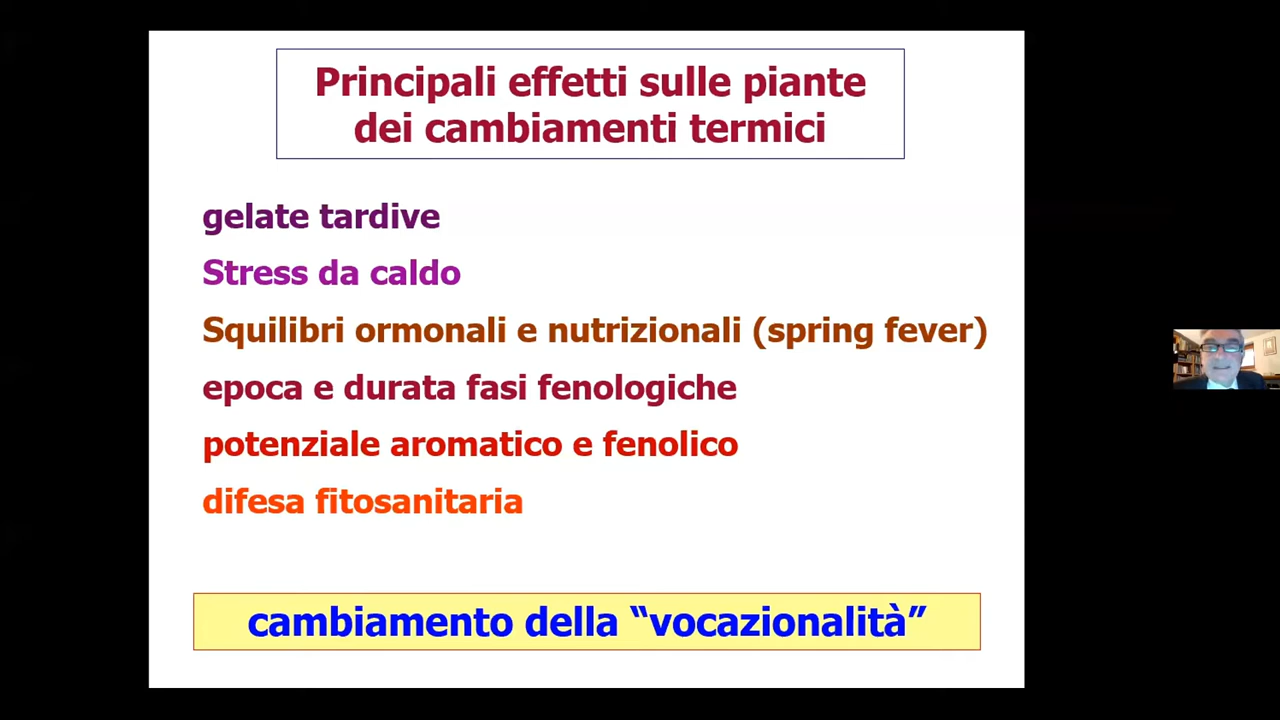 Principali effetti sulle piante
dei cambiamenti termici
gelate tardive
Stress da caldo
Squilibri ormonali e nutrizionali (spring fever)
epoca e durata fasi fenologiche
potenziale aromatico e fenolico
difesa fitosanitaria
cambiamento della “vocazionalità”